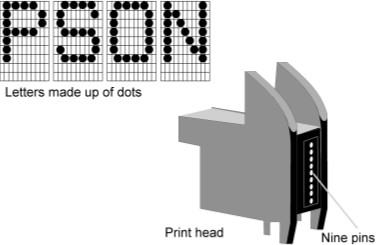 PSON
Letters made up of dots
Print head
Nine pins